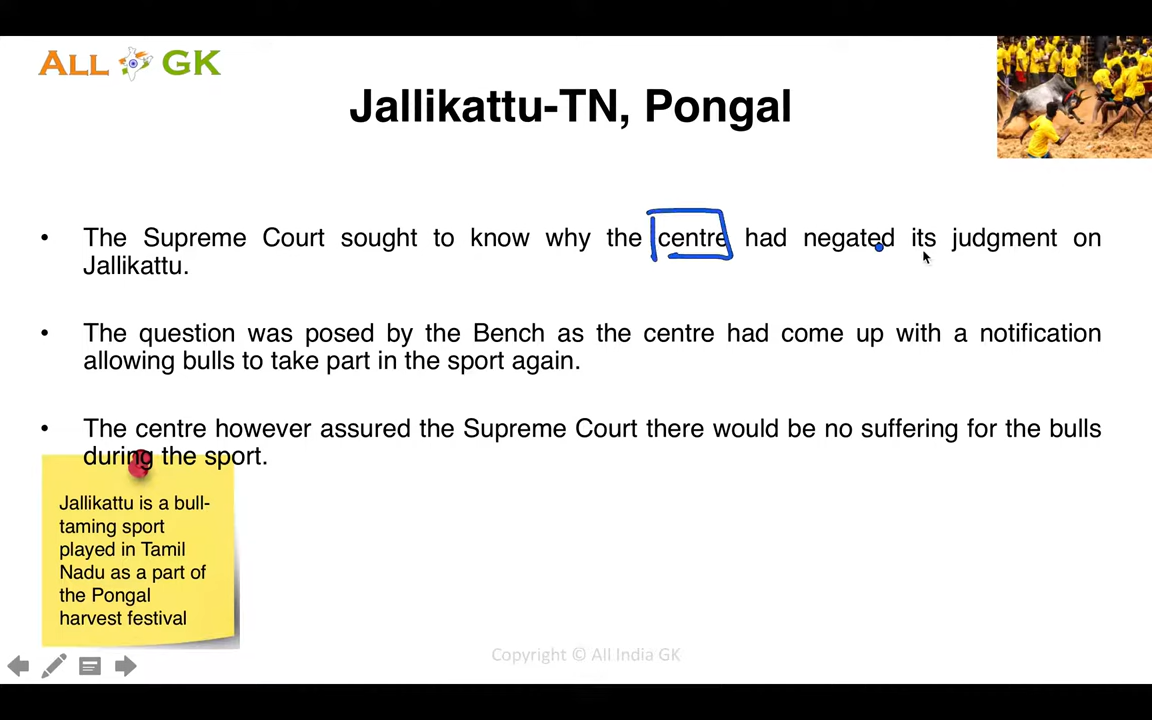 ALL GK
Jallikattu-TN, Pongal
• The Supreme Court sought to know why the centre had negated its judgment on
Jallikattu.
• The question was posed by the Bench as the centre had come up with a notification
allowing bulls to take part in the sport again.
• The centre however assured the Supreme Court there would be no suffering for the bulls
during the sport.
Jallikattu is a bull-
taming sport
played in Tamil
Nadu as a part of
the Pongal
harvest festival
Copyright © All India GK